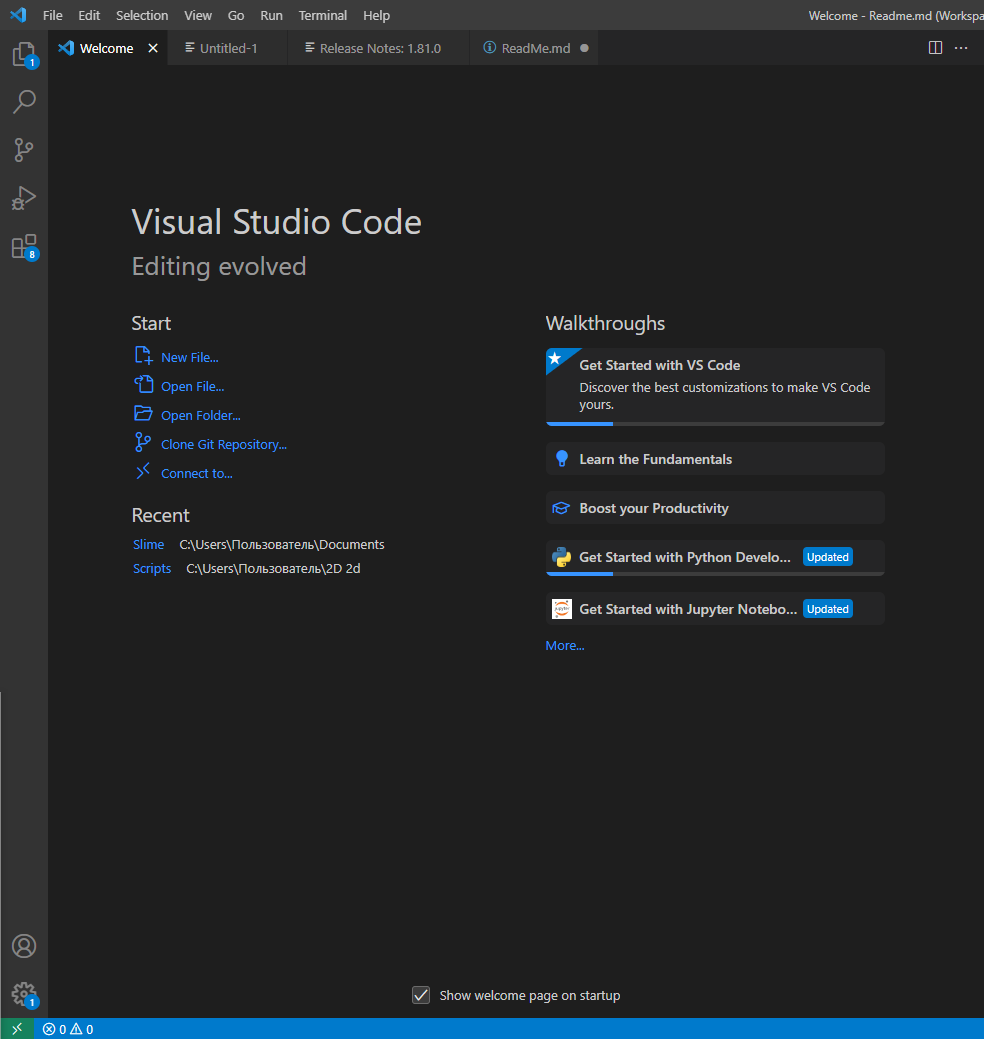 File Edit Selection View Go Run Terminal Help Welcome - Readme.md (Workspa
Welcome Untitled-1 Release Notes: 1.81.0 ReadMe.md
1
8
Visual Studio Code
Editing evolved
Start
New File...
Open File...
Open Folder...
Clone Git Repository...
Connect to...
Recent
Slime C:\Users\Пользователь\Documents
Scripts C:\Users\Пользователь\2D 2d
Walkthroughs
Get Started with VS Code
Discover the best customizations to make VS Code
yours.
Learn the Fundamentals
Boost your Productivity
Get Started with Python Develo... Updated
Get Started with Jupyter Notebo... Updated
More...
Show welcome page on startup
1
0 0